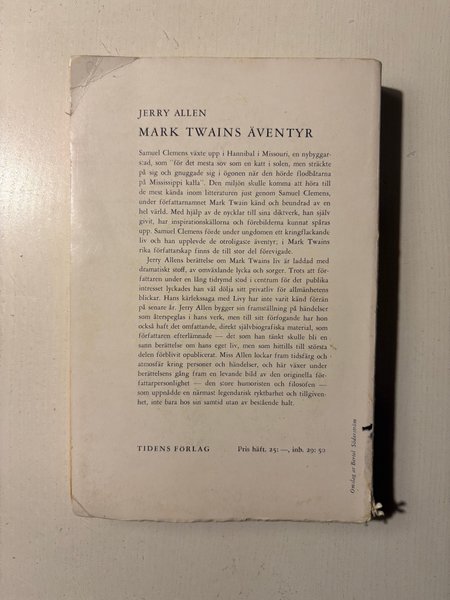 JERRY ALLEN
MARK TWAINS ÄVENTYR
Samuel Clemens växte upp i Hannibal i Missouri, en nybyggar-
stad, som "för det mesta sov som en katt i solen, men sträckte
på sig och gnuggade sig i ögonen när den hörde flodbåtarna
på Mississippi kalla". Den miljön skulle komma att höra till
de mest kända inom litteraturen just genom Samuel Clemens,
under författarnamnet Mark Twain känd och beundrad av en
hel värld. Med hjälp av de nycklar till sina diktverk, han själv
givit, har inspirationskällorna och förebilderna kunnat spåras
upp. Samuel Clemens förde under ungdomen ett kringflackande
liv och han upplevde de otroligaste äventyr; i Mark Twains
rika författarskap finns de till stor del förevigade.
Jerry Allens berättelse om Mark Twains liv är laddad med
dramatiskt stoff, av omväxlande lycka och sorger. Trots att för-
fattaren under en lång tidrymd stod i centrum för det publika
intresset lyckades han väl dölja sitt privatliv för allmänhetens
blickar. Hans kärlekssaga med Livy har inte varit känd förrän
på senare år. Jerry Allen bygger sin framställning på händelser
som återspeglas i hans verk, men till sitt förfogande har hon
också haft det omfattande, direkt självbiografiska material, som
författaren efterlämnade — det som han tänkt skulle bli en
sann berättelse om hans eget liv, men som hittills till största
delen förblivit opublicerat. Miss Allen lockar fram tidsfärg och
atmosfär kring personer och händelser, och här växer under
berättelsens gång fram en levande bild av den originella för-
fattarpersonlighet — den store humoristen och filosofen —
som uppnådde en närmast legendarisk ryktbarhet och tillgiven-
het, inte bara hos sin samtid utan av bestående halt.
TIDENS FÖRLAG Pris häft. 25: —, inb. 29: 50
Omslag av Bertil Söderström